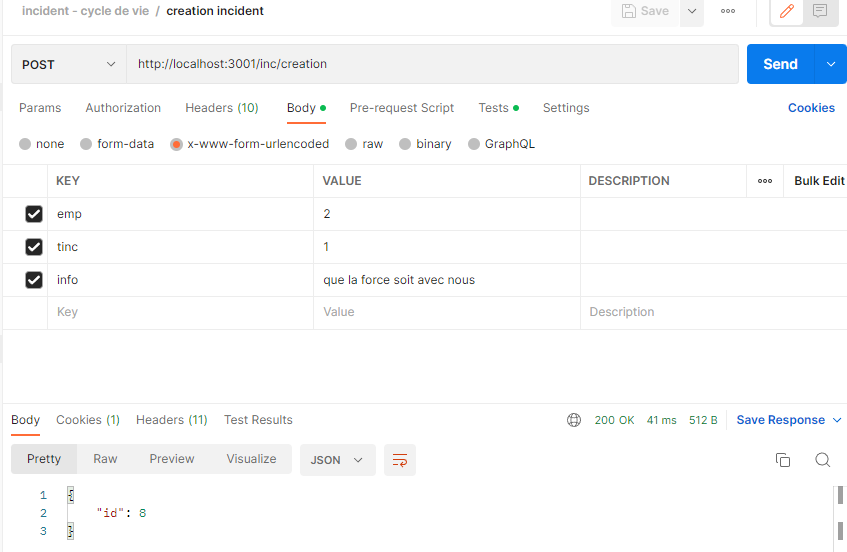 incident - cycle de vie / creation incident
Save
POST http://localhost:3001/inc/creation Send
Params Authorization Headers (10) Body Pre-request Script Tests Settings Cookies
none form-data x-www-form-urlencoded raw binary GraphQL
KEY VALUE DESCRIPTION Bulk Edit
emp 2
tinc 1
info que la force soit avec nous
Key Value Description
Body Cookies (1) Headers (11) Test Results 200 OK 41 ms 512 B Save Response
Pretty Raw Preview Visualize JSON
1 {
2 "id": 8
3 }